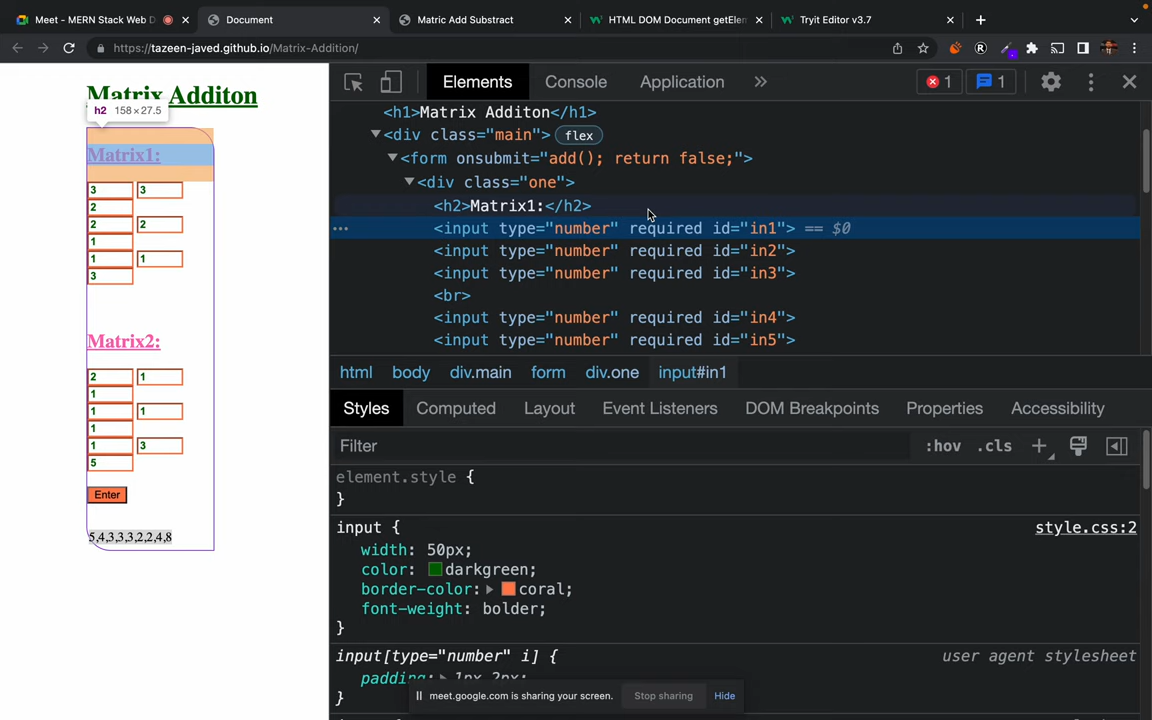 Meet - MERN Stack Web D
Document
Matric Add Substract
HTML DOM Document getElem
Tryit Editor v3.7
https://tazeen-javed.github.io/Matrix-Addition/
Matrix Additon
h2 158×27.5
Matrix1:
3 3
2
2 2
1
1 1
3
Matrix2:
2 1
1
1 1
1
1 3
5
Enter
5,4,3,3,3,2,2,4,8
Elements Console Application 1 1
<h1>Matrix Additon</h1>
<div class="main"> flex
<form onsubmit="add(); return false;">
<div class="one">
<h2>Matrix1:</h2>
<input type="number" required id="in1"> == $0
<input type="number" required id="in2">
<input type="number" required id="in3">
<br>
<input type="number" required id="in4">
<input type="number" required id="in5">
html body div.main form div.one input#in1
Styles Computed Layout Event Listeners DOM Breakpoints Properties Accessibility
Filter :hov .cls
element.style {
}
input { style.css:2
width: 50px;
color: darkgreen;
border-color: coral;
font-weight: bolder;
}
input[type="number" i] { user agent stylesheet
padding: 1px 2px;
}
meet.google.com is sharing your screen. Stop sharing Hide